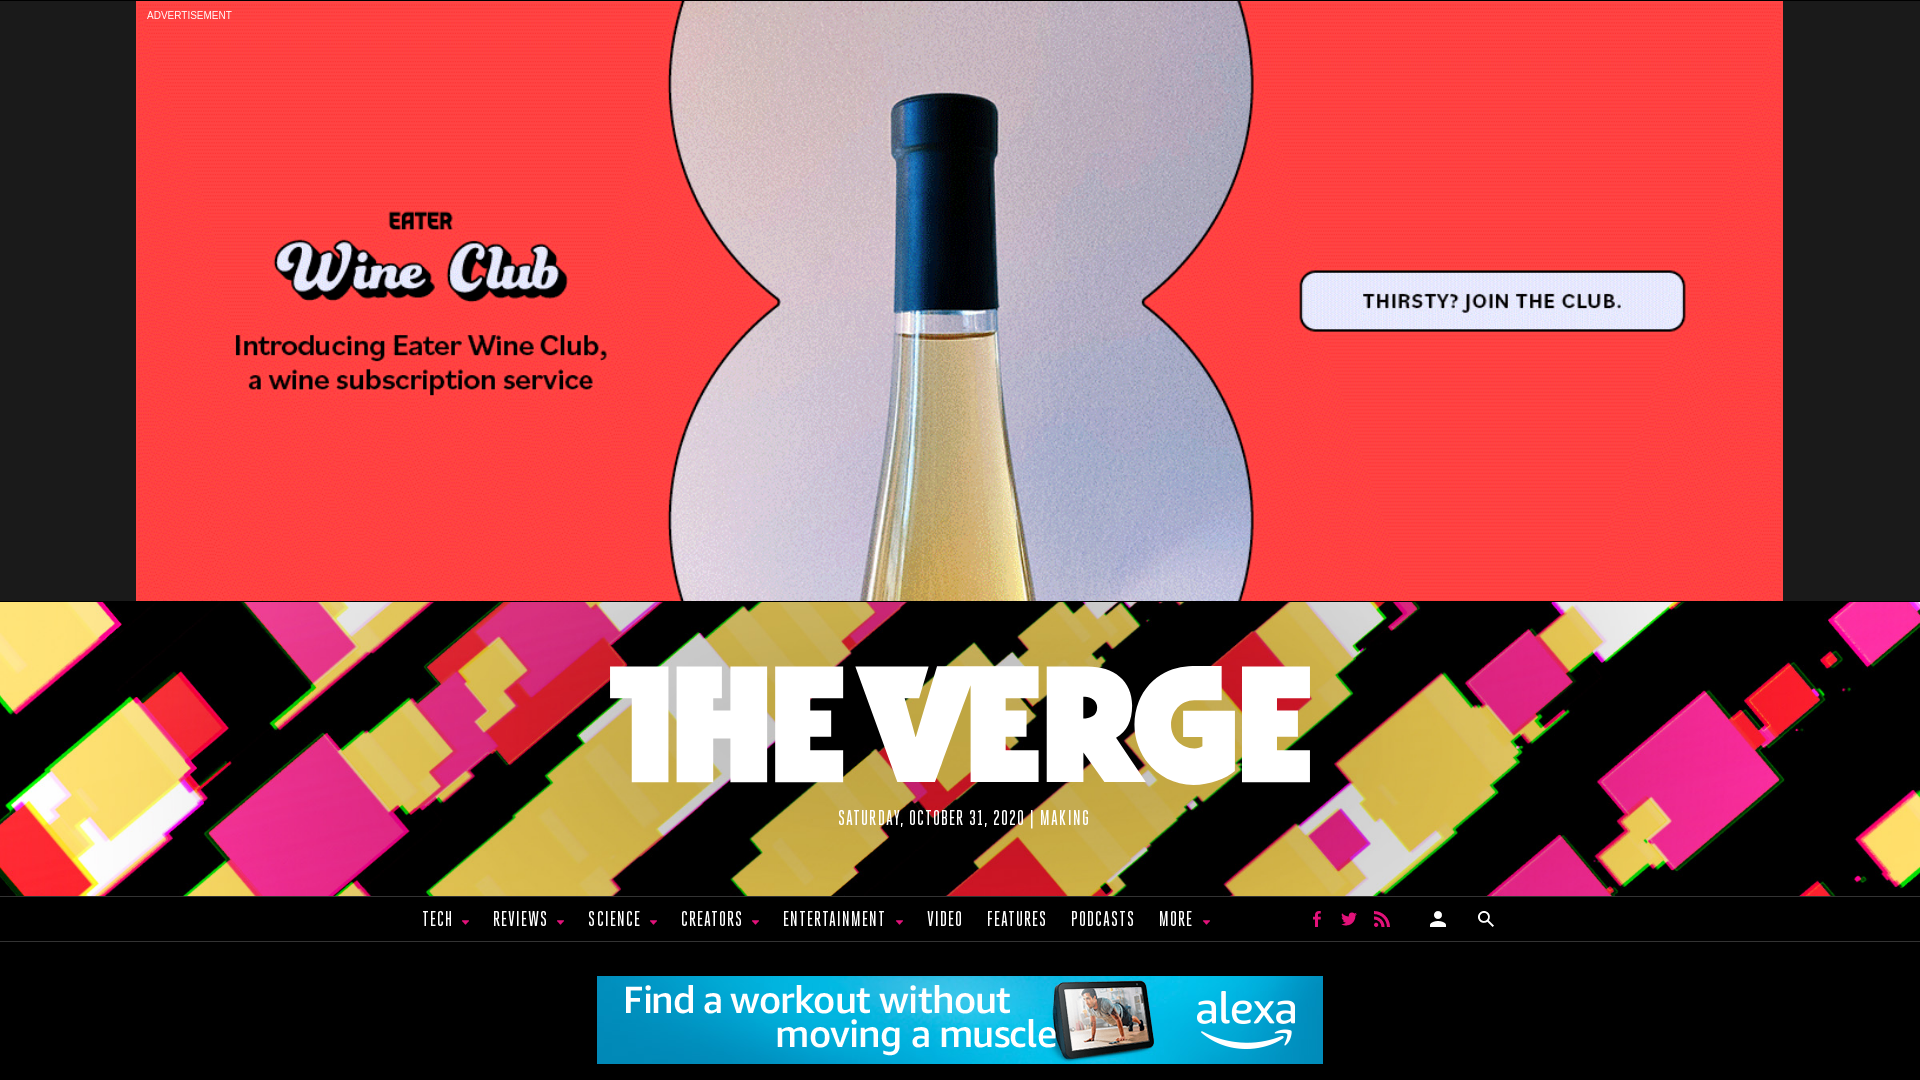 ADVERTISEMENT
EATER
Wine Club
Introducing Eater Wine Club,
a wine subscription service
THIRSTY? JOIN THE CLUB.
THE VERGE
SATURDAY, OCTOBER 31, 2020 | MAKING
TECH REVIEWS SCIENCE CREATORS ENTERTAINMENT VIDEO FEATURES PODCASTS MORE
Find a workout without
moving a muscle
alexa